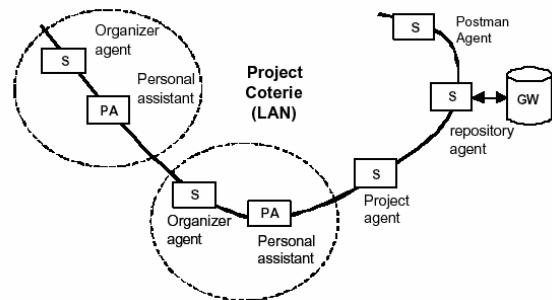 Organizer
agent
S
Personal
assistant
PA
Project
Coterie
(LAN)
S
Postman
Agent
S
GW
repository
agent
S
Project
agent
S
Organizer
agent
PA
Personal
assistant